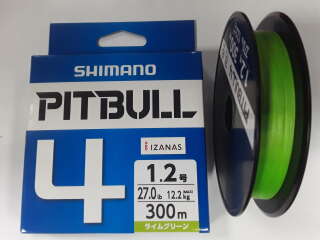 SHIMANO
PITBULL
4
IZANAS
1.2号
27.0lb 12.2kg (MAX)
300m
ライムグリーン
PITBULL